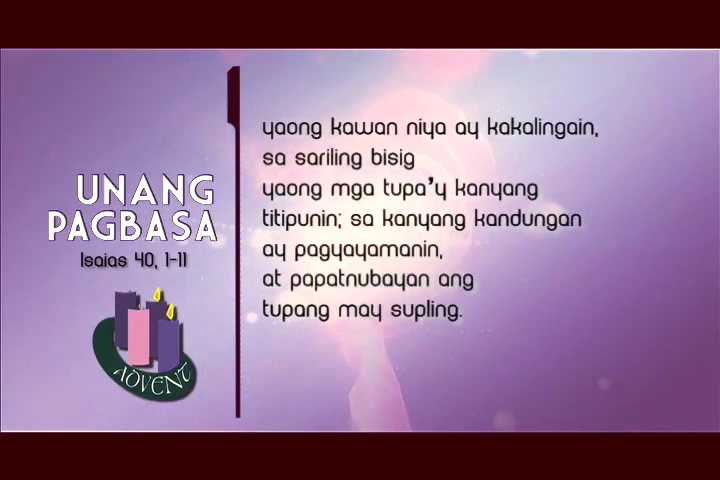 UNANG
PAGBASA
Isaias 40, 1-11
ADVENT
yaong kawan niya ay kakalingain,
sa sariling bisig
yaong mga tupa’y kanyang
titipunin; sa kanyang kandungan
ay pagyayamanin,
at papatnubayan ang
tupang may supling.